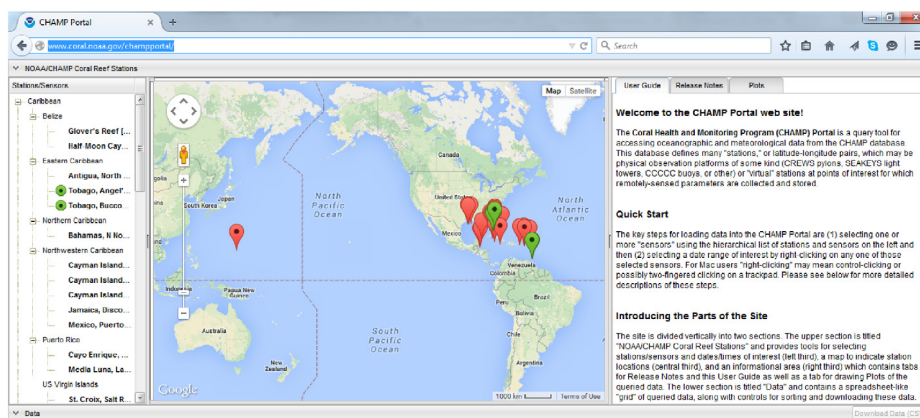 CHAMP Portal
www.coral.noaa.gov/champportal/
Search
NOAA/CHAMP Coral Reef Stations
Stations/Sensors
Caribbean
Belize
Glover's Reef [...
Half Moon Cay...
Eastern Caribbean
Antigua, North ...
Tobago, Angel'...
Tobago, Bucco...
Northern Caribbean
Bahamas, N No...
Northwestern Caribbean
Cayman Island...
Cayman Island...
Cayman Island...
Jamaica, Disco...
Mexico, Puerto...
Puerto Rico
Cayo Enrique, ...
Media Luna, La...
US Virgin Islands
St. Croix, Salt R...
Map Satellite
Canada
North
Pacific
Ocean
United States
North
Atlantic
Ocean
Japan
South Korea
Mexico
Venezuela
Colombia
Papua New
Guinea
Peru
Brazil
Bolivia
Chile
Australia
South
Pacific
Ocean
New
Zealand
Argentina
Google
1000 km
Terms of Use
User Guide Release Notes Plots
Welcome to the CHAMP Portal web site!
The Coral Health and Monitoring Program (CHAMP) Portal is a query tool for
accessing oceanographic and meteorological data from the CHAMP database.
This database defines many "stations," or latitude-longitude pairs, which may be
physical observation platforms of some kind (CREWS pylons, SEAKEYS light
towers, CCCCC buoys, or other) or "virtual" stations at points of interest for which
remotely-sensed parameters are collected and stored.
Quick Start
The key steps for loading data into the CHAMP Portal are (1) selecting one or
more "sensors" using the hierarchical list of stations and sensors on the left and
then (2) selecting a date range of interest by right-clicking on any one of those
selected sensors. For Mac users "right-clicking" may mean control-clicking or
possibly two-fingered clicking on a trackpad. Please see below for more detailed
descriptions of these steps.
Introducing the Parts of the Site
The site is divided vertically into two sections. The upper section is titled
"NOAA/CHAMP Coral Reef Stations" and provides tools for selecting
stations/sensors and dates/times of interest (left third), a map to indicate station
locations (central third), and an informational area (right third) which contains tabs
for Release Notes and this User Guide as well as a tab for drawing Plots of the
queried data. The lower section is titled "Data" and contains a spreadsheet-like
"grid" of queried data, along with controls for sorting and downloading these data.
Data
Download Data (CS